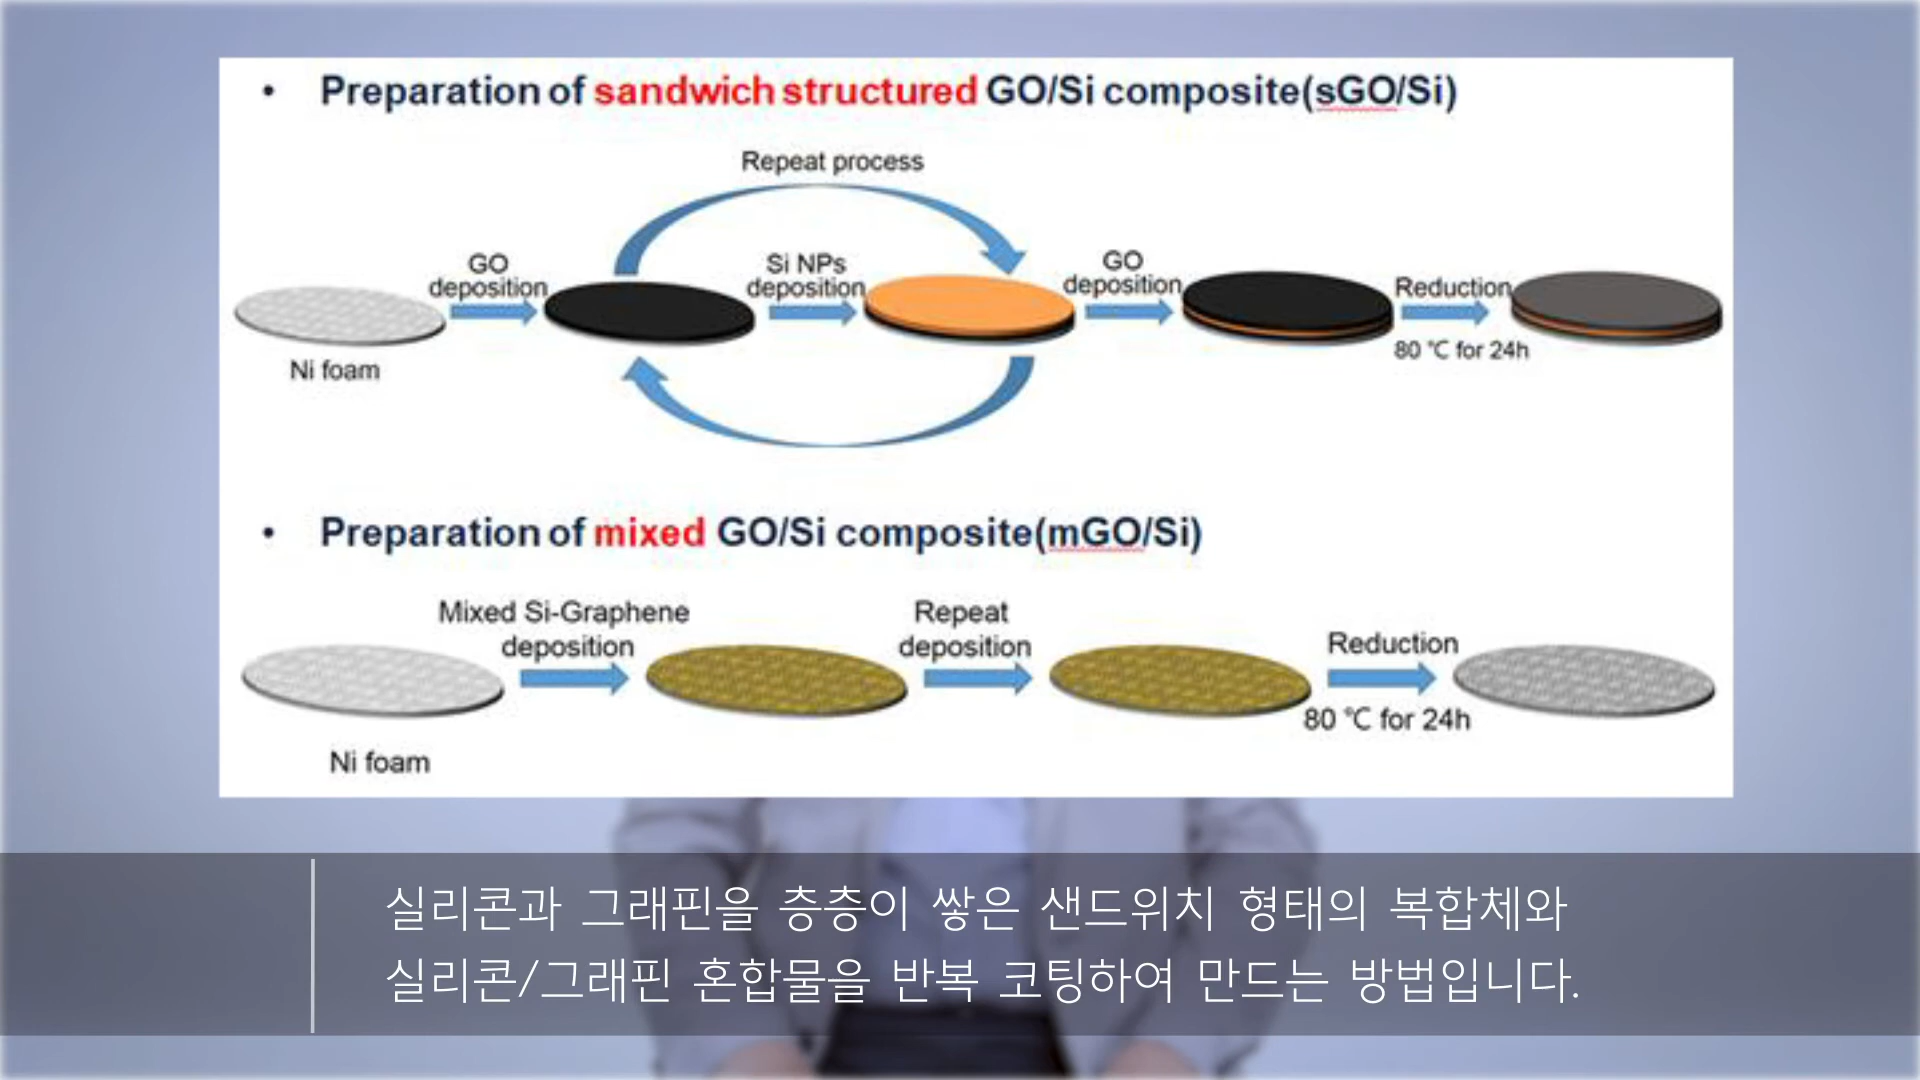 • Preparation of sandwich structured GO/Si composite(sGO/Si)
Repeat process
GO
deposition
Si NPs
deposition
GO
deposition
Reduction
80 ℃ for 24h
Ni foam
• Preparation of mixed GO/Si composite(mGO/Si)
Mixed Si-Graphene
deposition
Repeat
deposition
Reduction
80 ℃ for 24h
Ni foam
실리콘과 그래핀을 층층이 쌓은 샌드위치 형태의 복합체와
실리콘/그래핀 혼합물을 반복 코팅하여 만드는 방법입니다.